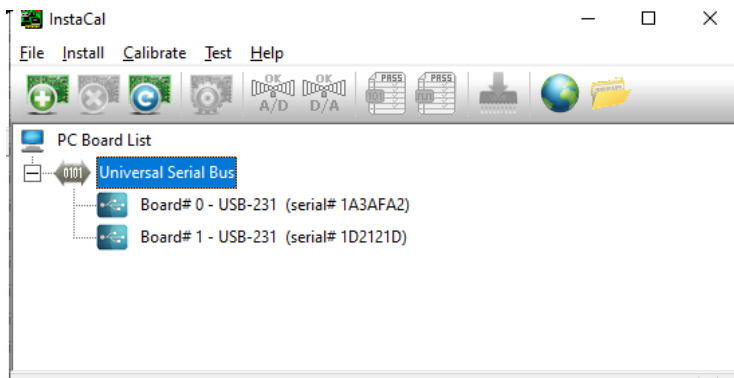 InstaCal
File Install Calibrate Test Help
OK A/D OK D/A PASS 101 PASS
PC Board List
0101 Universal Serial Bus
Board# 0 - USB-231 (serial# 1A3AFA2)
Board# 1 - USB-231 (serial# 1D2121D)